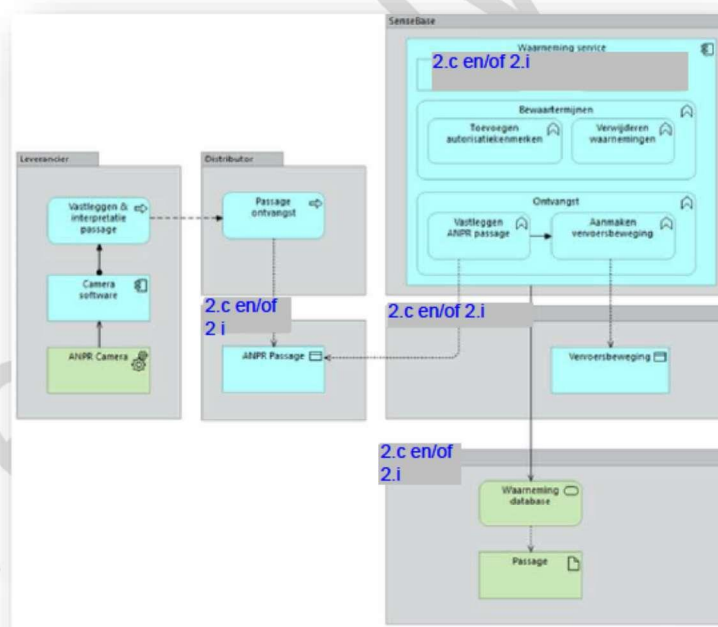 SenseBase
Waarneming service
2.c en/of 2.i
Bewaartermijnen
Toevoegen
autorisatiekenmerken
Verwijderen
waarnemingen
Leverancier
Distributor
Vastleggen &
interpretatie
passage
Passage
ontvangst
Ontvangst
Vastleggen
ANPR passage
Aanmaken
vervoersbeweging
Camera
software
2.c en/of
2 i
2.c en/of 2.i
ANPR Camera
ANPR Passage
Vervoersbeweging
2.c en/of
2.i
Waarneming
database
Passage